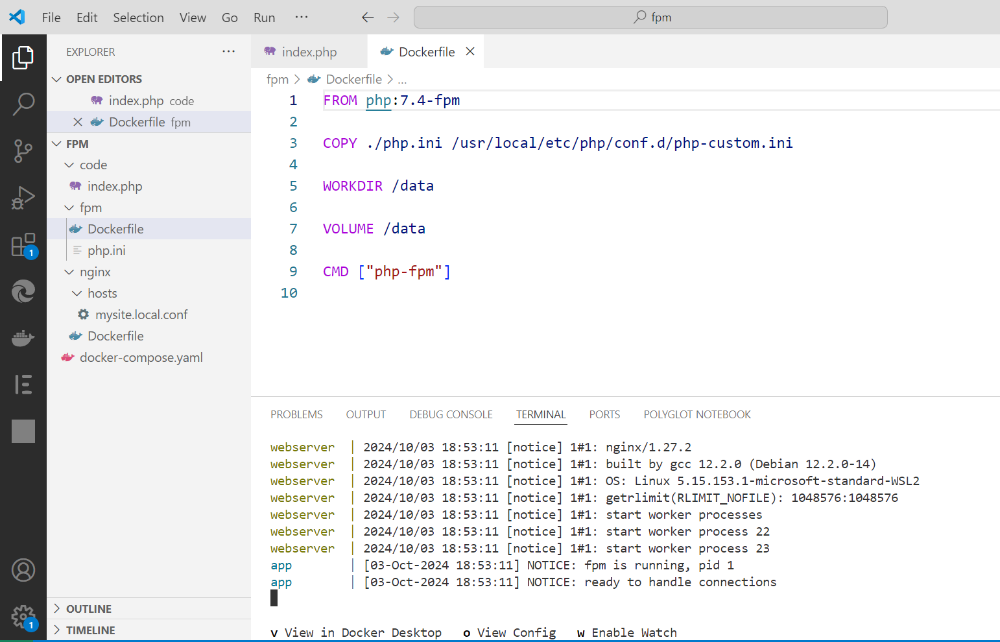 File Edit Selection View Go Run ··· fpm
EXPLORER ···
OPEN EDITORS
index.php code
Dockerfile fpm
FPM
code
index.php
fpm
Dockerfile
php.ini
nginx
hosts
mysite.local.conf
Dockerfile
docker-compose.yaml
OUTLINE
TIMELINE
1
1
index.php Dockerfile
fpm > Dockerfile > ...
1 FROM php:7.4-fpm
2
3 COPY ./php.ini /usr/local/etc/php/conf.d/php-custom.ini
4
5 WORKDIR /data
6
7 VOLUME /data
8
9 CMD ["php-fpm"]
10
PROBLEMS OUTPUT DEBUG CONSOLE TERMINAL PORTS POLYGLOT NOTEBOOK
webserver | 2024/10/03 18:53:11 [notice] 1#1: nginx/1.27.2
webserver | 2024/10/03 18:53:11 [notice] 1#1: built by gcc 12.2.0 (Debian 12.2.0-14)
webserver | 2024/10/03 18:53:11 [notice] 1#1: OS: Linux 5.15.153.1-microsoft-standard-WSL2
webserver | 2024/10/03 18:53:11 [notice] 1#1: getrlimit(RLIMIT_NOFILE): 1048576:1048576
webserver | 2024/10/03 18:53:11 [notice] 1#1: start worker processes
webserver | 2024/10/03 18:53:11 [notice] 1#1: start worker process 22
webserver | 2024/10/03 18:53:11 [notice] 1#1: start worker process 23
app | [03-Oct-2024 18:53:11] NOTICE: fpm is running, pid 1
app | [03-Oct-2024 18:53:11] NOTICE: ready to handle connections
v View in Docker Desktop o View Config w Enable Watch